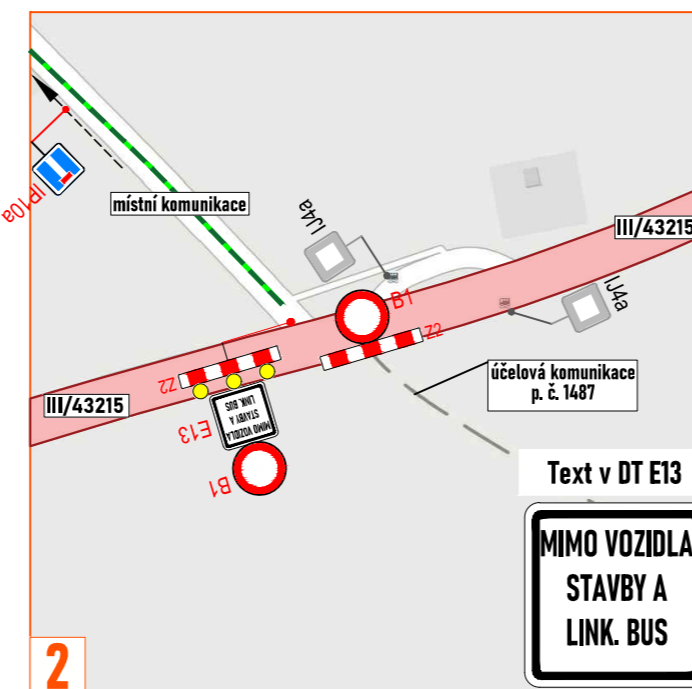 IP10a
místní komunikace
IJ4a
III/43215
B1
IJ4a
Z2
Z2
účelová komunikace
p. č. 1487
III/43215
E13
MIMO VOZIDLA
STAVBY A
LINK. BUS
B1
Text v DT E13
MIMO VOZIDLA
STAVBY A
LINK. BUS
2